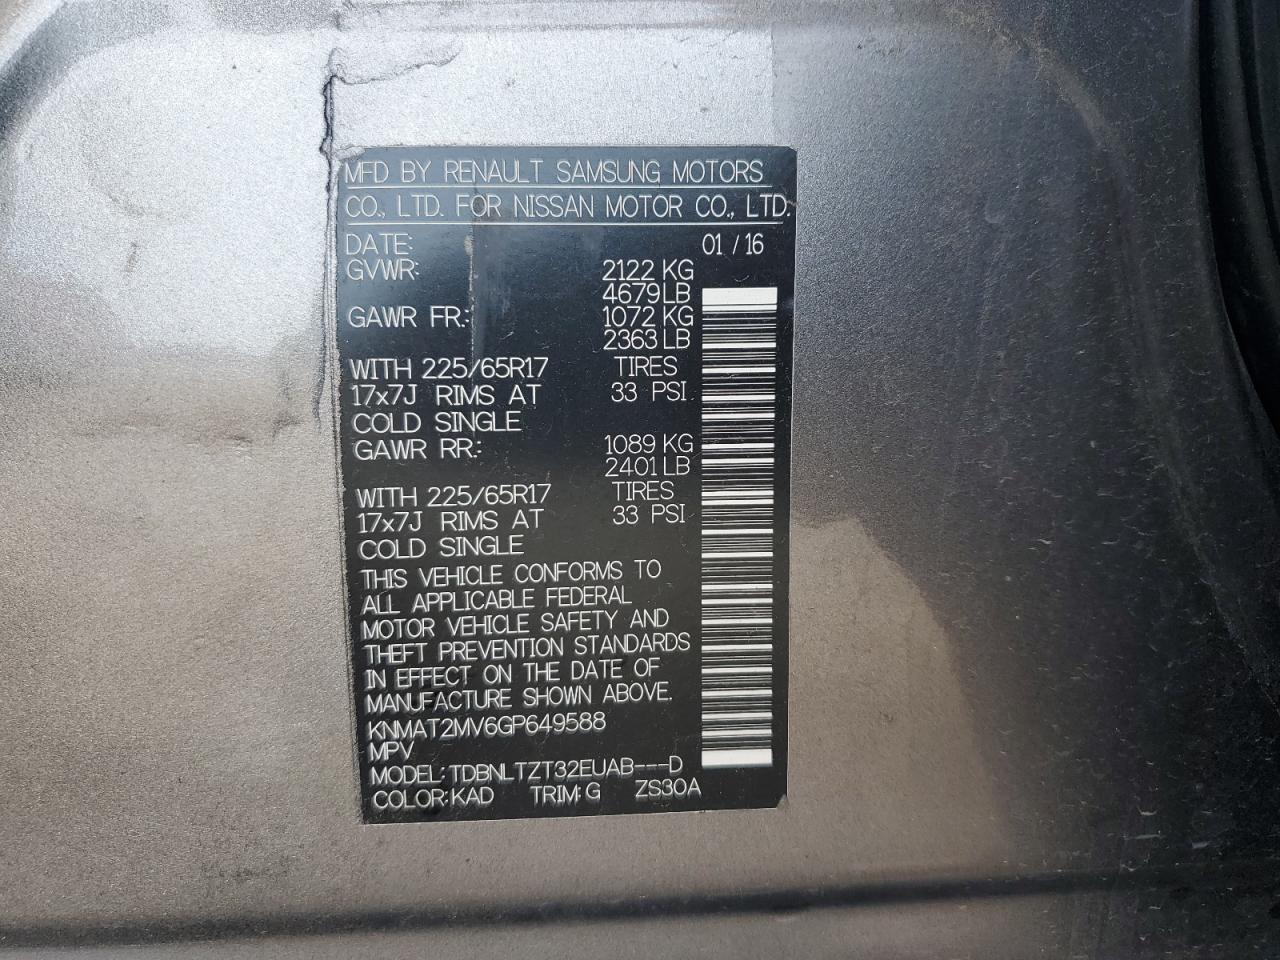 MFD BY RENAULT SAMSUNG MOTORS
CO., LTD. FOR NISSAN MOTOR CO., LTD.
DATE: 01 / 16
GVWR: 2122 KG
4679 LB
GAWR FR.: 1072 KG
2363 LB
WITH 225/65R17 TIRES
17x7J RIMS AT 33 PSI
COLD SINGLE
GAWR RR.: 1089 KG
2401 LB
WITH 225/65R17 TIRES
17x7J RIMS AT 33 PSI
COLD SINGLE
THIS VEHICLE CONFORMS TO
ALL APPLICABLE FEDERAL
MOTOR VEHICLE SAFETY AND
THEFT PREVENTION STANDARDS
IN EFFECT ON THE DATE OF
MANUFACTURE SHOWN ABOVE.
KNMAT2MV6GP649588
MPV
MODEL: TDBNLTZT32EUAB---D
COLOR: KAD TRIM: G ZS30A